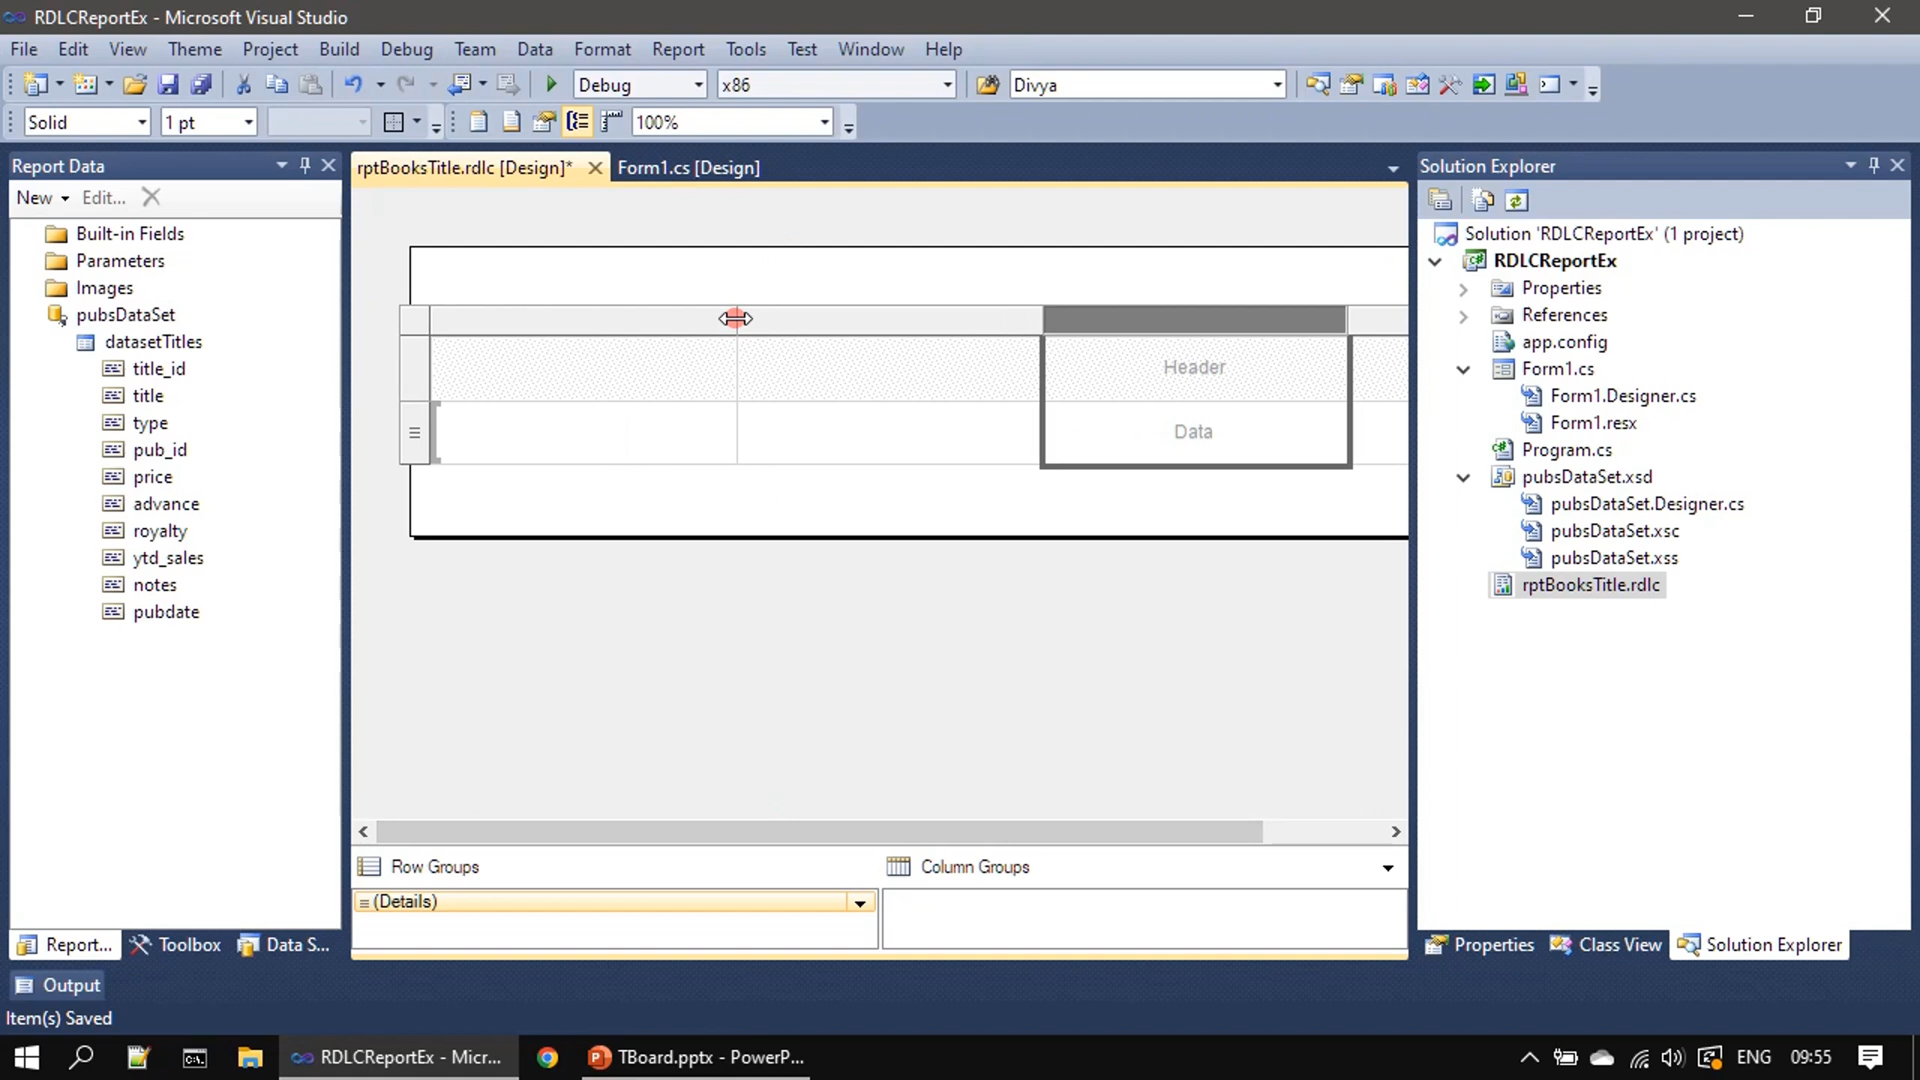 RDLCReportEx - Microsoft Visual Studio
File Edit View Theme Project Build Debug Team Data Format Report Tools Test Window Help
Debug x86 Divya
Solid 1 pt 100%
Report Data
New Edit...
Built-in Fields
Parameters
Images
pubsDataSet
datasetTitles
title_id
title
type
pub_id
price
advance
royalty
ytd_sales
notes
pubdate
Report... Toolbox Data S...
rptBooksTitle.rdlc [Design]* Form1.cs [Design]
Header
Data
Row Groups Column Groups
(Details)
Solution Explorer
Solution 'RDLCReportEx' (1 project)
RDLCReportEx
Properties
References
app.config
Form1.cs
Form1.Designer.cs
Form1.resx
Program.cs
pubsDataSet.xsd
pubsDataSet.Designer.cs
pubsDataSet.xsc
pubsDataSet.xss
rptBooksTitle.rdlc
Properties Class View Solution Explorer
Output
Item(s) Saved
RDLCReportEx - Micr... TBoard.pptx - PowerP... ENG 09:55